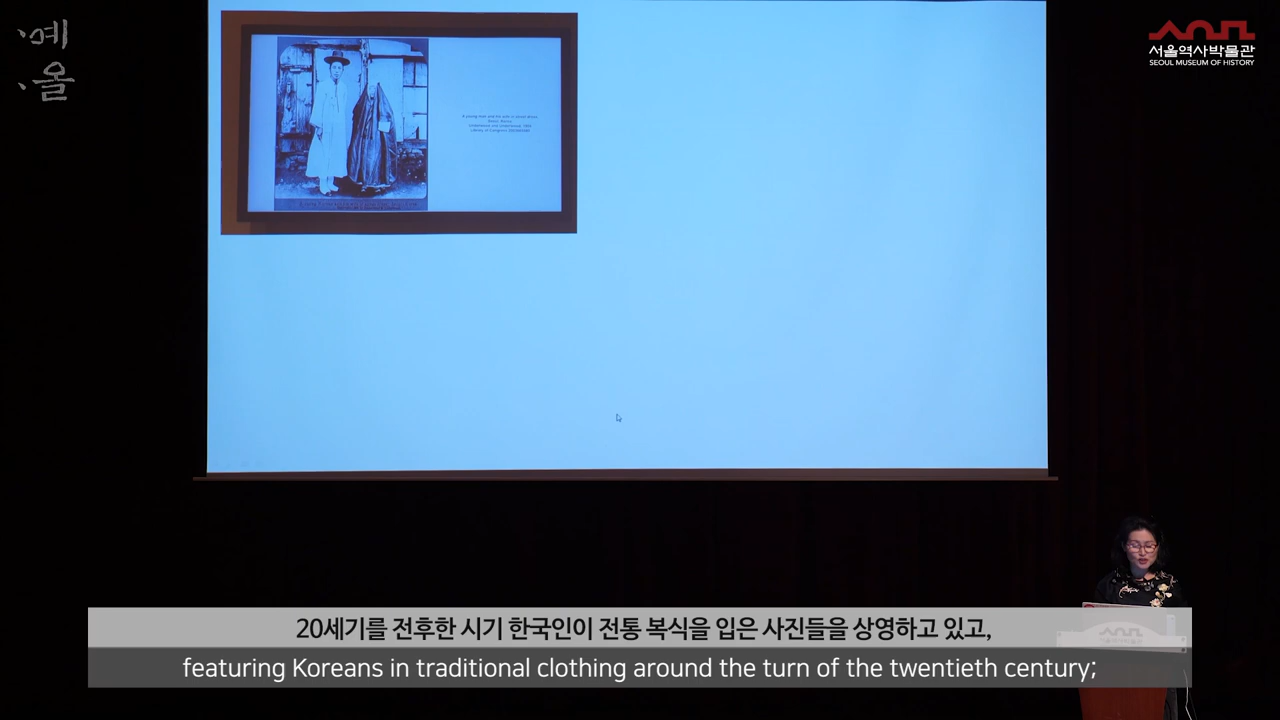 예
올
서울역사박물관
SEOUL MUSEUM OF HISTORY
20세기를 전후한 시기 한국인이 전통 복식을 입은 사진들을 상영하고 있고,
featuring Koreans in traditional clothing around the turn of the twentieth century;